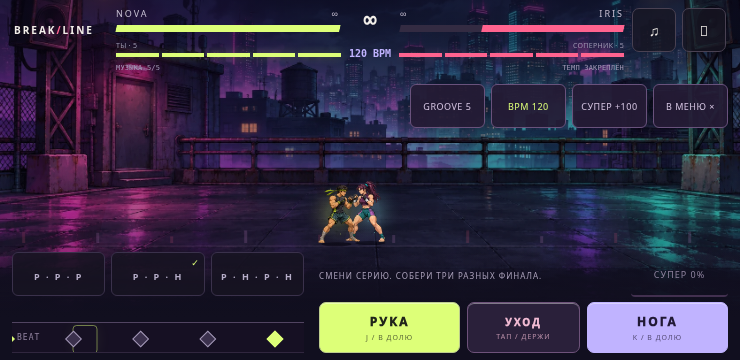 BREAK/LINE
NOVA ∞
∞
∞ IRIS
♫
ТЫ · 5
120 BPM
СОПЕРНИК · 5
МУЗЫКА 5/5
ТЕМП ЗАКРЕПЛЁН
GROOVE 5
BPM 120
СУПЕР +100
В МЕНЮ ×
Р · Р · Р
Р · Р · Н ✓
Р · Н · Р · Н
СМЕНИ СЕРИЮ. СОБЕРИ ТРИ РАЗНЫХ ФИНАЛА.
СУПЕР 0%
BEAT
РУКА
J / В ДОЛЮ
УХОД
ТАП / ДЕРЖИ
НОГА
K / В ДОЛЮ